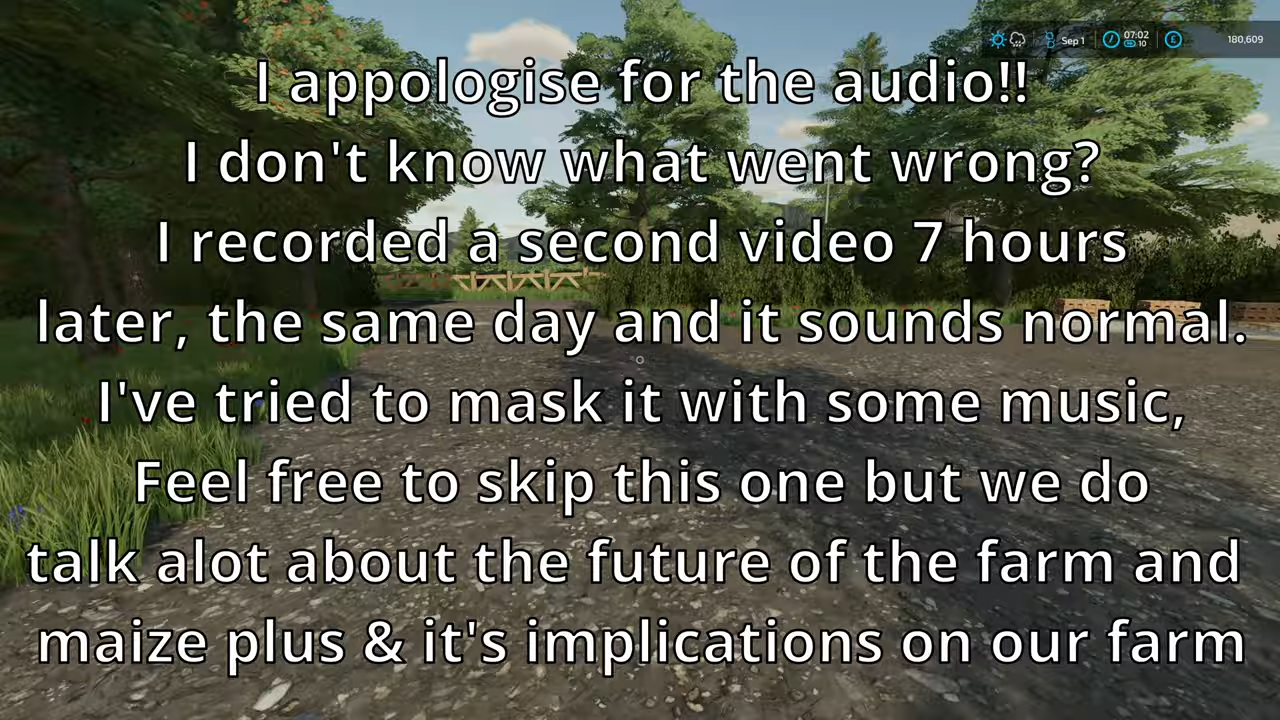 Sep 1
07:02
10
£
180,609
I appologise for the audio!!
I don't know what went wrong?
I recorded a second video 7 hours
later, the same day and it sounds normal.
I've tried to mask it with some music,
Feel free to skip this one but we do
talk alot about the future of the farm and
maize plus & it's implications on our farm